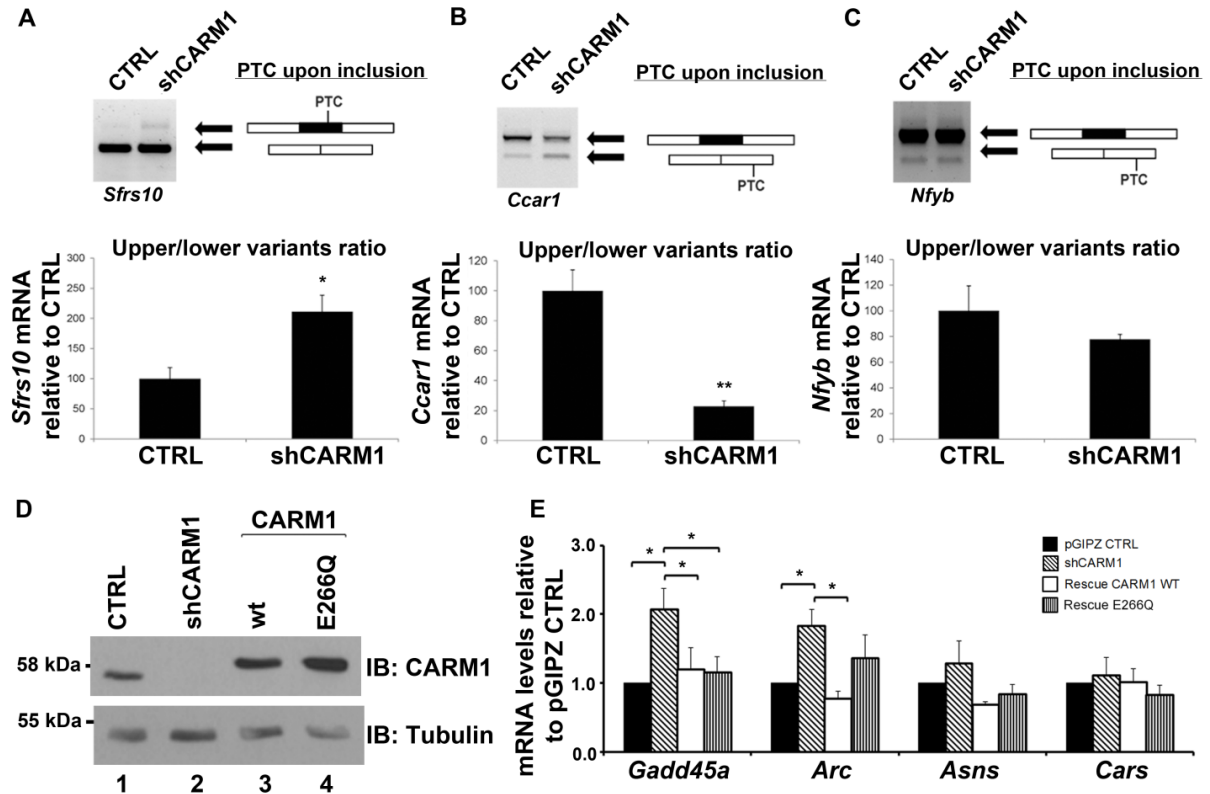 A
CTRL
shCARM1
PTC upon inclusion
PTC
Sfrs10
Upper/lower variants ratio
Sfrs10 mRNA
relative to CTRL
300
250
200
150
100
50
0
*
CTRL
shCARM1
B
CTRL
shCARM1
PTC upon inclusion
PTC
Ccar1
Upper/lower variants ratio
Ccar1 mRNA
relative to CTRL
120
100
80
60
40
20
0
**
CTRL
shCARM1
C
CTRL
shCARM1
PTC upon inclusion
PTC
Nfyb
Upper/lower variants ratio
Nfyb mRNA
relative to CTRL
140
120
100
80
60
40
20
0
CTRL
shCARM1
D
CTRL
shCARM1
CARM1
wt
E266Q
58 kDa
IB: CARM1
55 kDa
IB: Tubulin
1 2 3 4
E
mRNA levels relative
to pGIPZ CTRL
3.0
2.0
1.0
0.0
* * *
* *
pGIPZ CTRL
shCARM1
Rescue CARM1 WT
Rescue E266Q
Gadd45a Arc Asns Cars